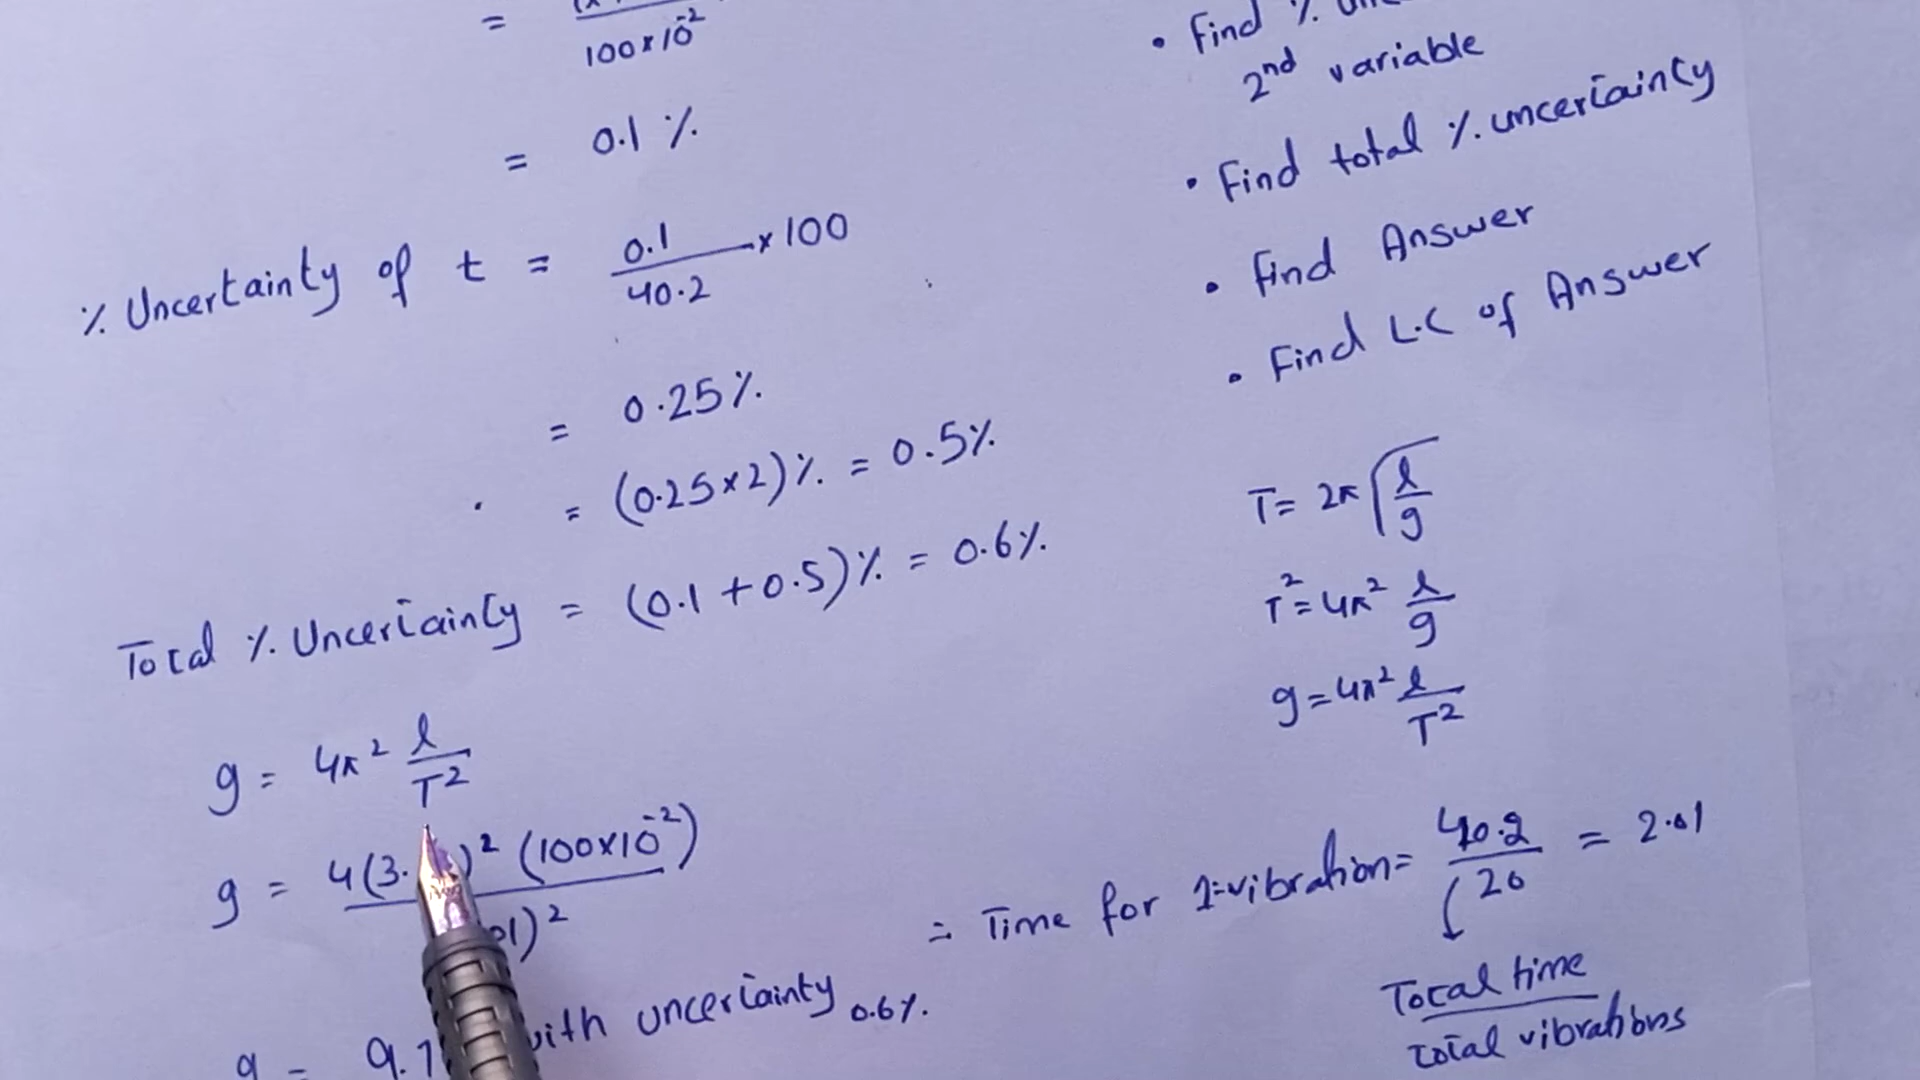 =
100 x 10⁻²
= 0.1 %
% Uncertainty of t = 0.1 / 40.2 x 100
= 0.25 %
= (0.25 x 2) % = 0.5 %
Total % Uncertainty = (0.1 + 0.5) % = 0.6 %
g = 4π² l / T²
g = 4(3. )² (100x10⁻²)
01)²
g = 9.7 with uncertainty 0.6 %.
• Find %
2nd variable
• Find total % uncertainty
• Find Answer
• Find L.C of Answer
T = 2π √ l / g
T² = 4π² l / g
g = 4π² l / T²
= Time for 1-vibration = 40.2 / 20 = 2.01
Total time
Total vibrations